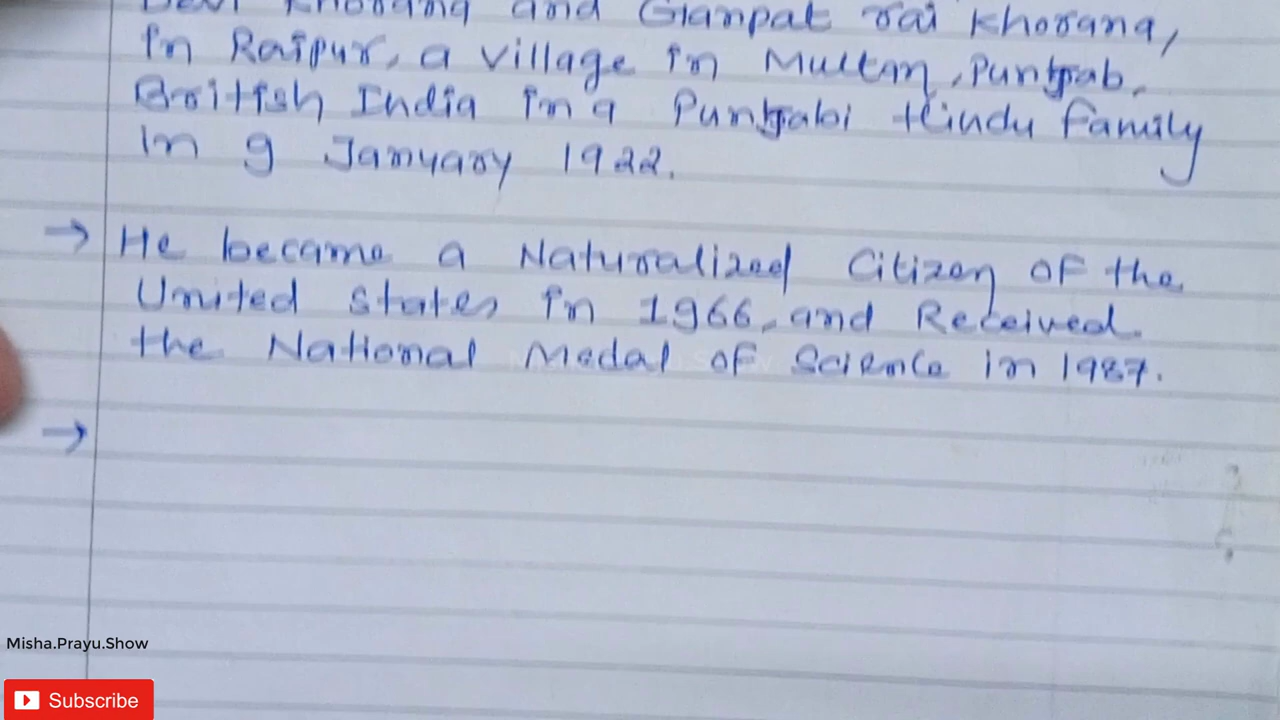 Devi Khorana and Ganpat rai Khorana,
in Raipur, a village in Multan, Punjab,
British India in a Punjabi Hindu family
in 9 January 1922.
→ He became a Naturalized Citizen of the
United States in 1966, and Received
the National Medal of Science in 1987.
→
Misha.Prayu.Show
Subscribe